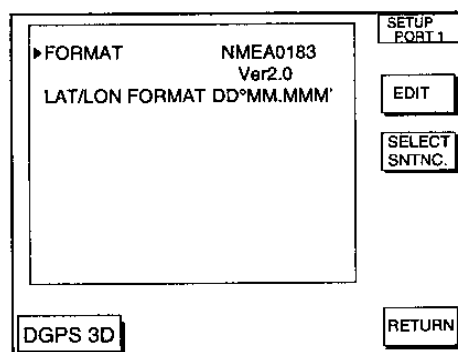 SETUP
PORT 1
▶FORMAT NMEA0183
Ver2.0
LAT/LON FORMAT DD°MM.MMM'
EDIT
SELECT
SNTNC.
DGPS 3D
RETURN